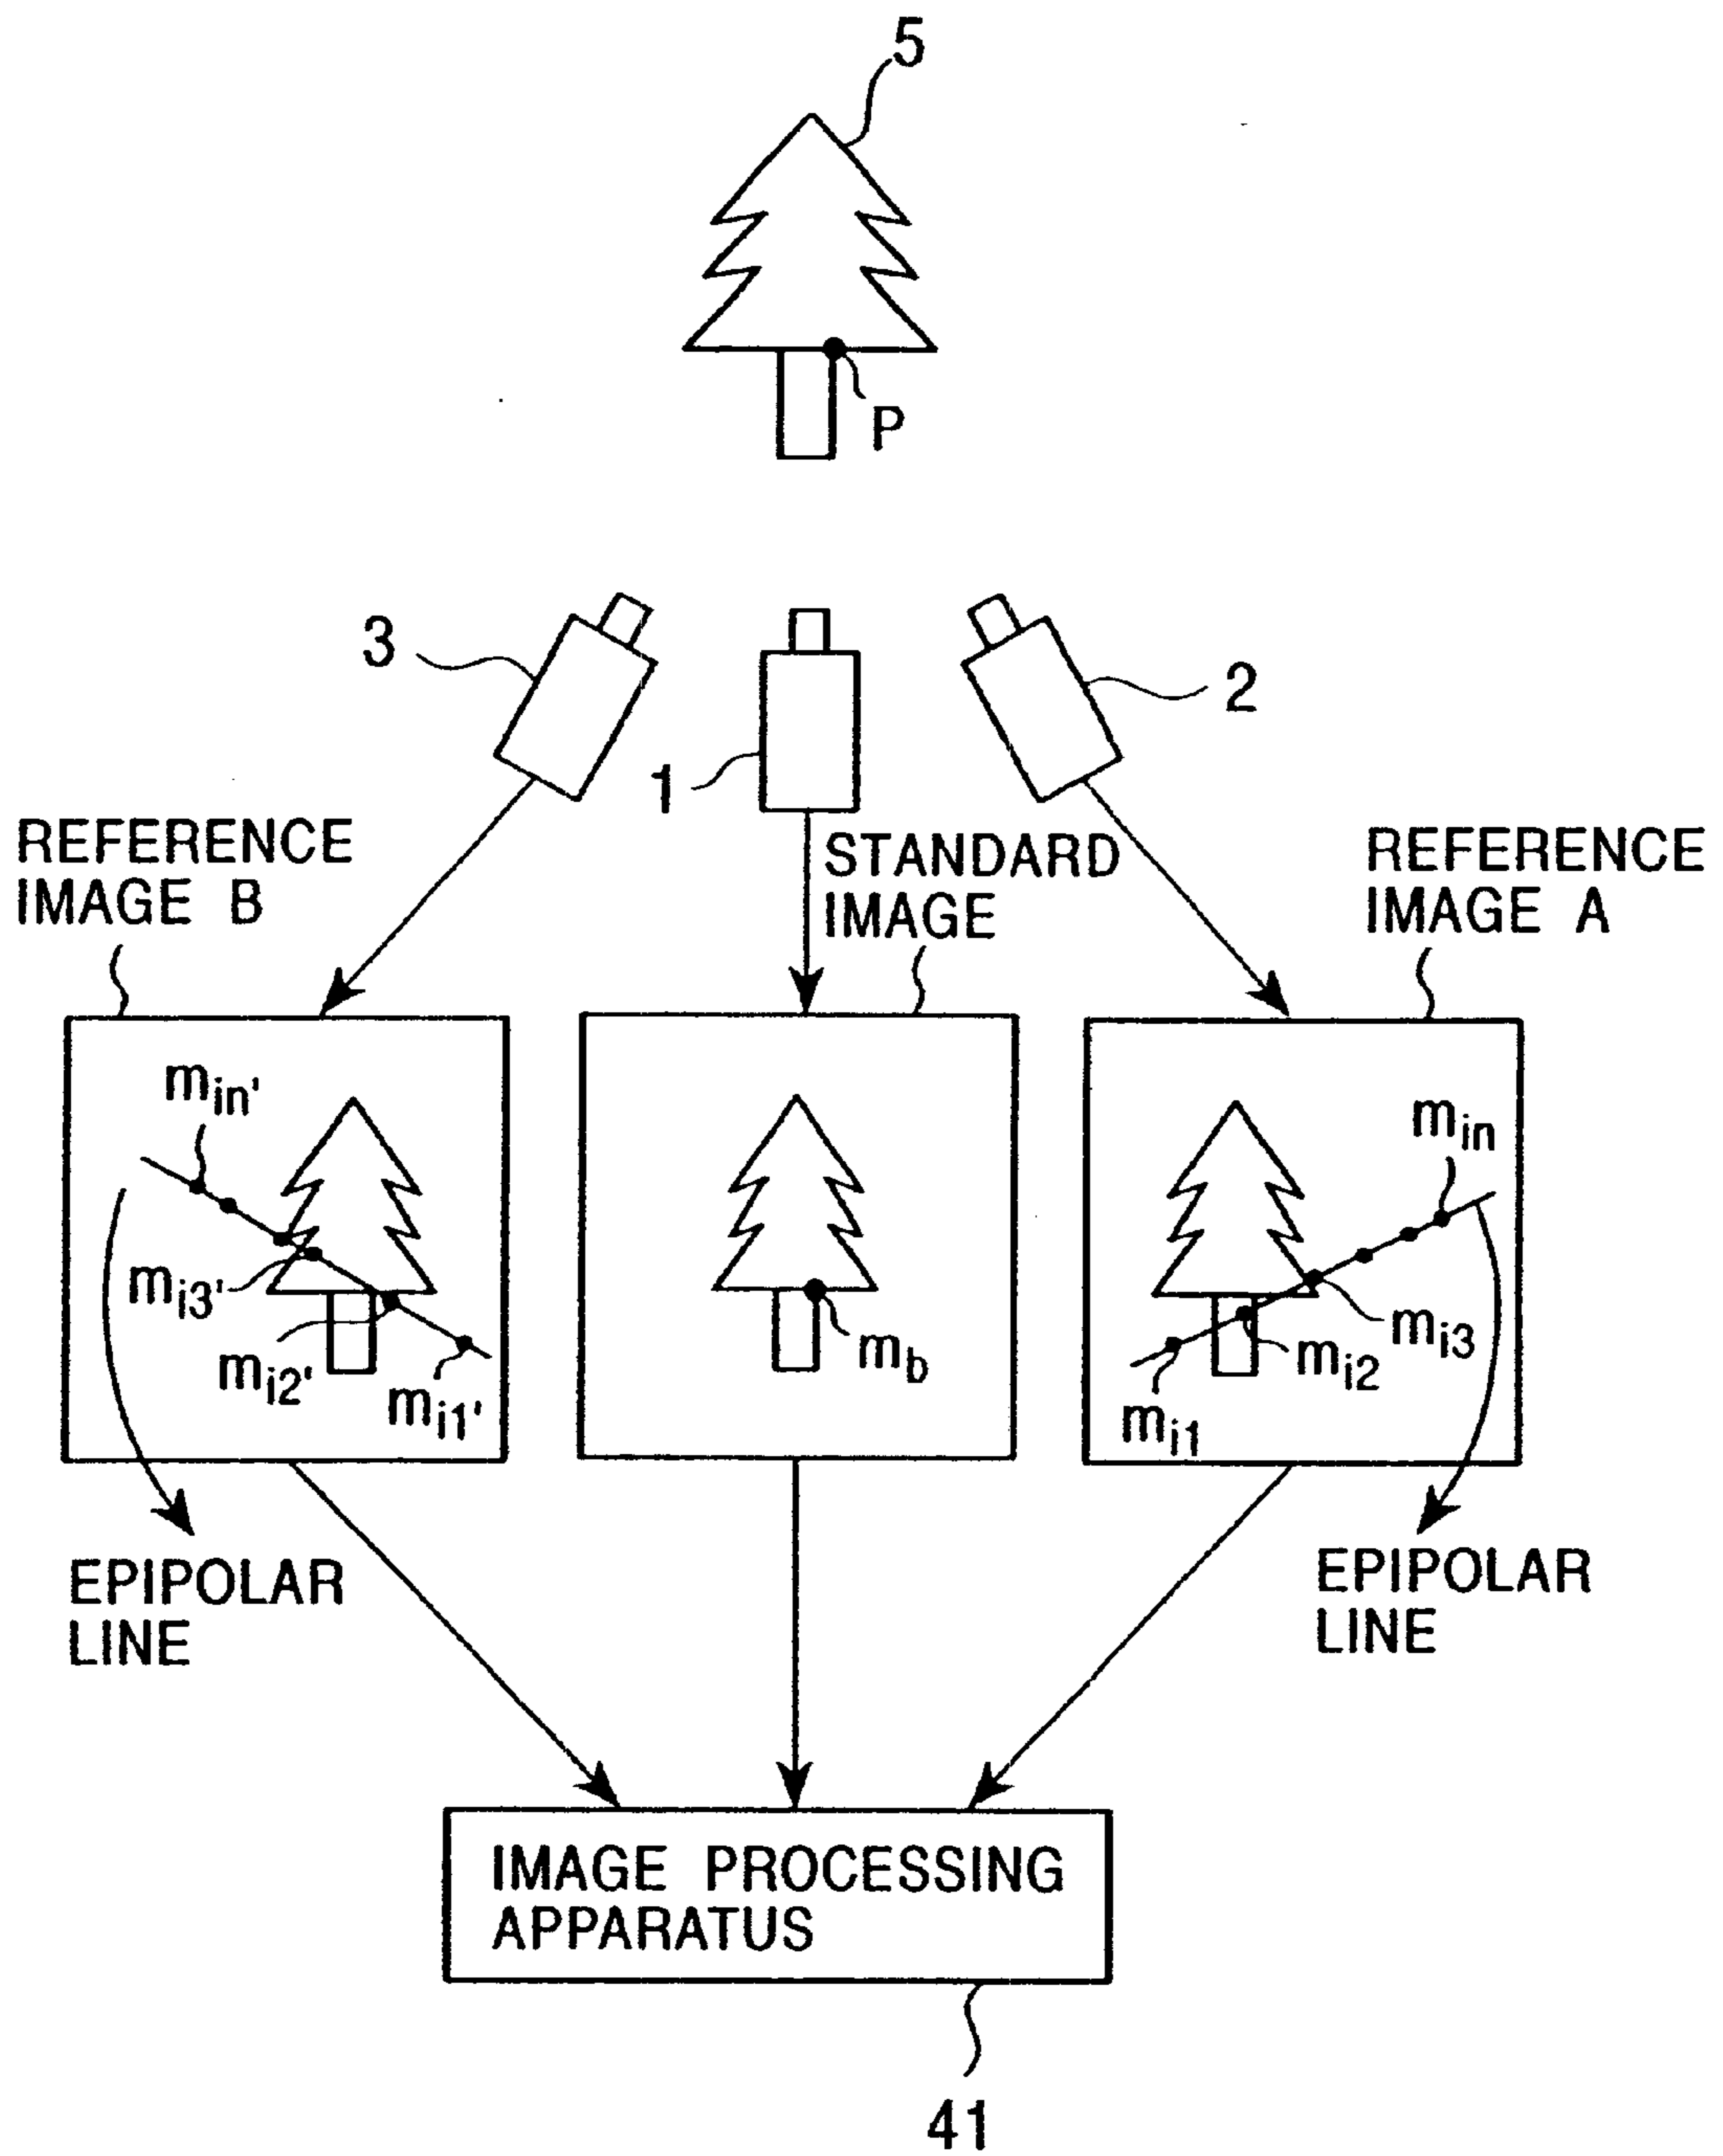 5
P
3
1
2
REFERENCE
IMAGE B
STANDARD
IMAGE
REFERENCE
IMAGE A
min'
mi3'
mi2'
mi1'
mb
min
mi3
mi2
mi1
EPIPOLAR
LINE
EPIPOLAR
LINE
IMAGE PROCESSING
APPARATUS
41